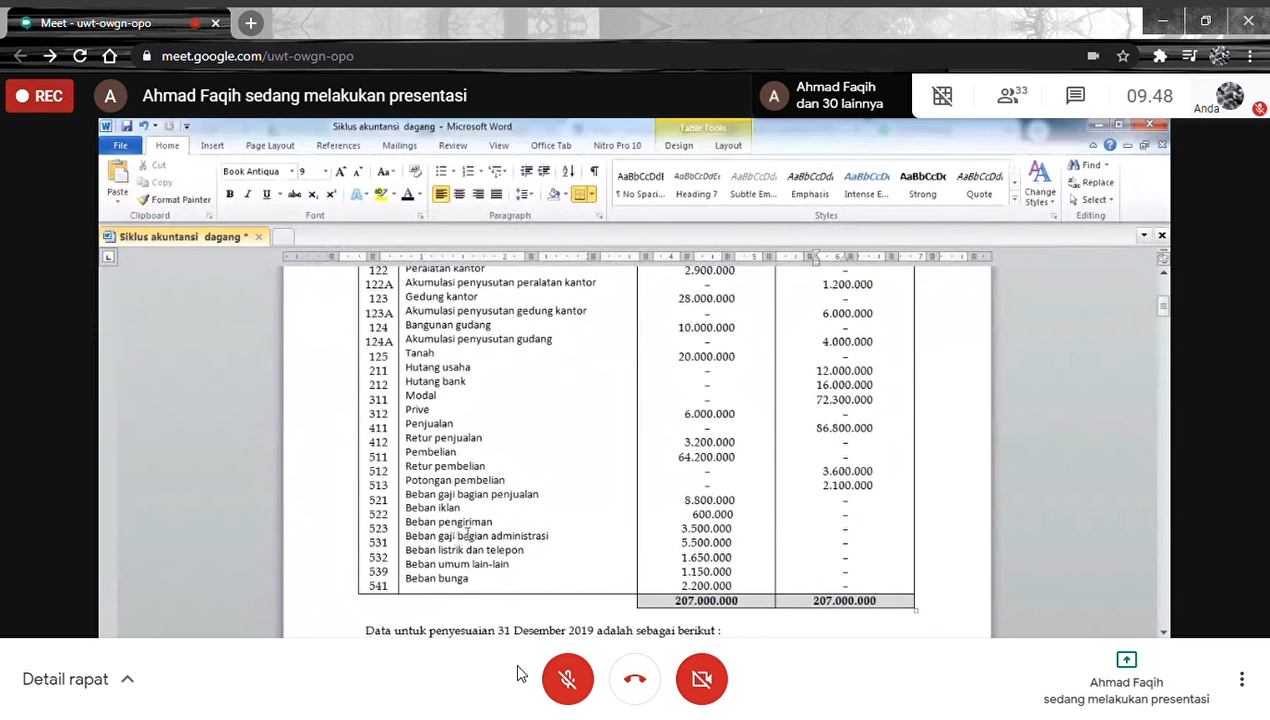 Meet - uwt-owgn-opo
meet.google.com/uwt-owgn-opo
REC
A
Ahmad Faqih sedang melakukan presentasi
A
Ahmad Faqih
dan 30 lainnya
33
09.48
Anda
Siklus akuntansi dagang - Microsoft Word
Table Tools
File Home Insert Page Layout References Mailings Review View Office Tab Nitro Pro 10 Design Layout
Paste
Cut
Copy
Format Painter
Book Antiqua 9
AaBbCcDc AaBbCcDdE AaBbCcDc AaBbCcDc AaBbCcDc AaBbCcDc AaBbCcDc
¶ No Spaci... Heading 7 Subtle Em... Emphasis Intense E... Strong Quote
Change
Styles
Find
Replace
Select
Clipboard Font Paragraph Styles Editing
Siklus akuntansi dagang *
122 Peralatan kantor 2.900.000 –
122A Akumulasi penyusutan peralatan kantor – 1.200.000
123 Gedung kantor 28.000.000 –
123A Akumulasi penyusutan gedung kantor – 6.000.000
124 Bangunan gudang 10.000.000 –
124A Akumulasi penyusutan gudang – 4.000.000
125 Tanah 20.000.000 –
211 Hutang usaha – 12.000.000
212 Hutang bank – 16.000.000
311 Modal – 72.300.000
312 Prive 6.000.000 –
411 Penjualan – 86.800.000
412 Retur penjualan 3.200.000 –
511 Pembelian 64.200.000 –
512 Retur pembelian – 3.600.000
513 Potongan pembelian – 2.100.000
521 Beban gaji bagian penjualan 8.800.000 –
522 Beban iklan 600.000 –
523 Beban pengiriman 3.500.000 –
531 Beban gaji bagian administrasi 5.500.000 –
532 Beban listrik dan telepon 1.650.000 –
539 Beban umum lain-lain 1.150.000 –
541 Beban bunga 2.200.000 –
207.000.000 207.000.000
Data untuk penyesuaian 31 Desember 2019 adalah sebagai berikut :
Detail rapat
Ahmad Faqih
sedang melakukan presentasi